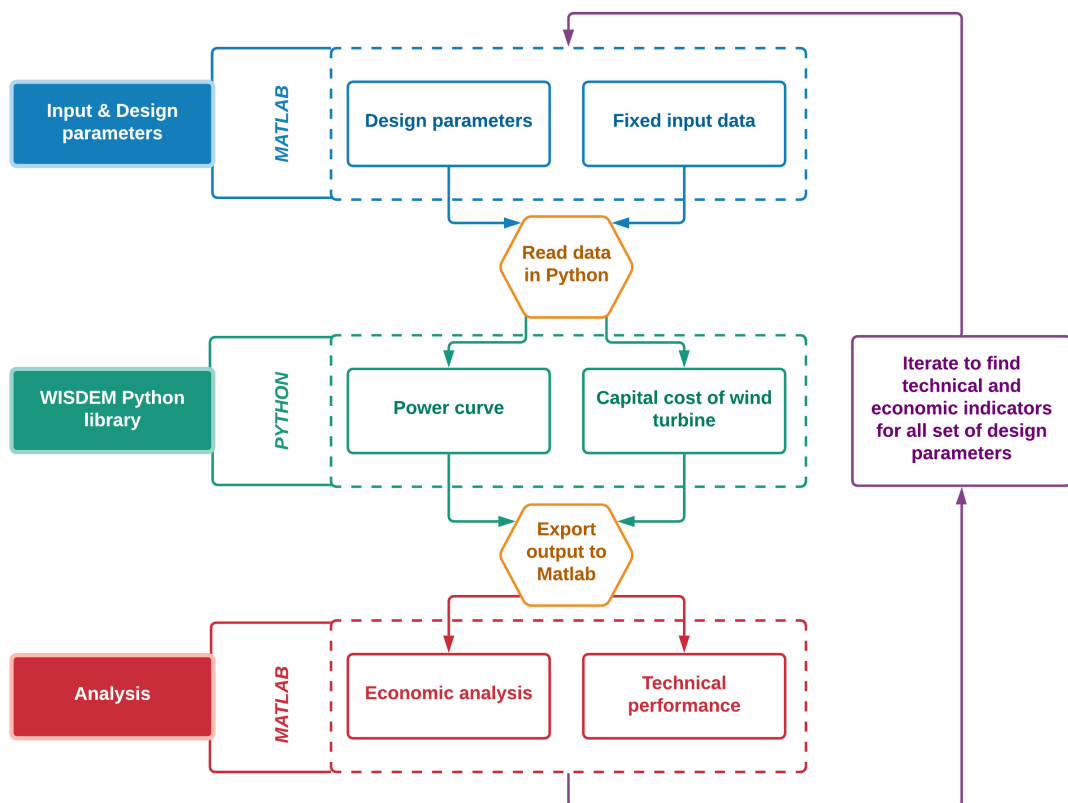 Input & Design
parameters
MATLAB
Design parameters
Fixed input data
Read data
in Python
WISDEM Python
library
PYTHON
Power curve
Capital cost of wind
turbine
Iterate to find
technical and
economic indicators
for all set of design
parameters
Export
output to
Matlab
Analysis
MATLAB
Economic analysis
Technical
performance